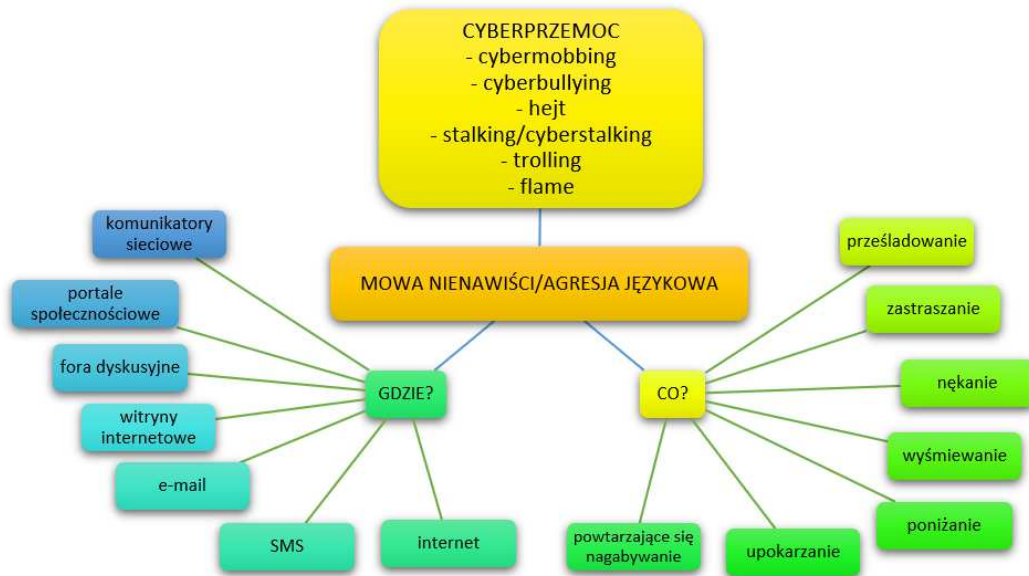 CYBERPRZEMOC
- cybermobbing
- cyberbullying
- hejt
- stalking/cyberstalking
- trolling
- flame
MOWA NIENAWIŚCI/AGRESJA JĘZYKOWA
GDZIE?
komunikatory
sieciowe
portale
społecznościowe
fora dyskusyjne
witryny
internetowe
e-mail
SMS
internet
CO?
prześladowanie
zastraszanie
nękanie
wyśmiewanie
poniżanie
upokarzanie
powtarzające się
nagabywanie